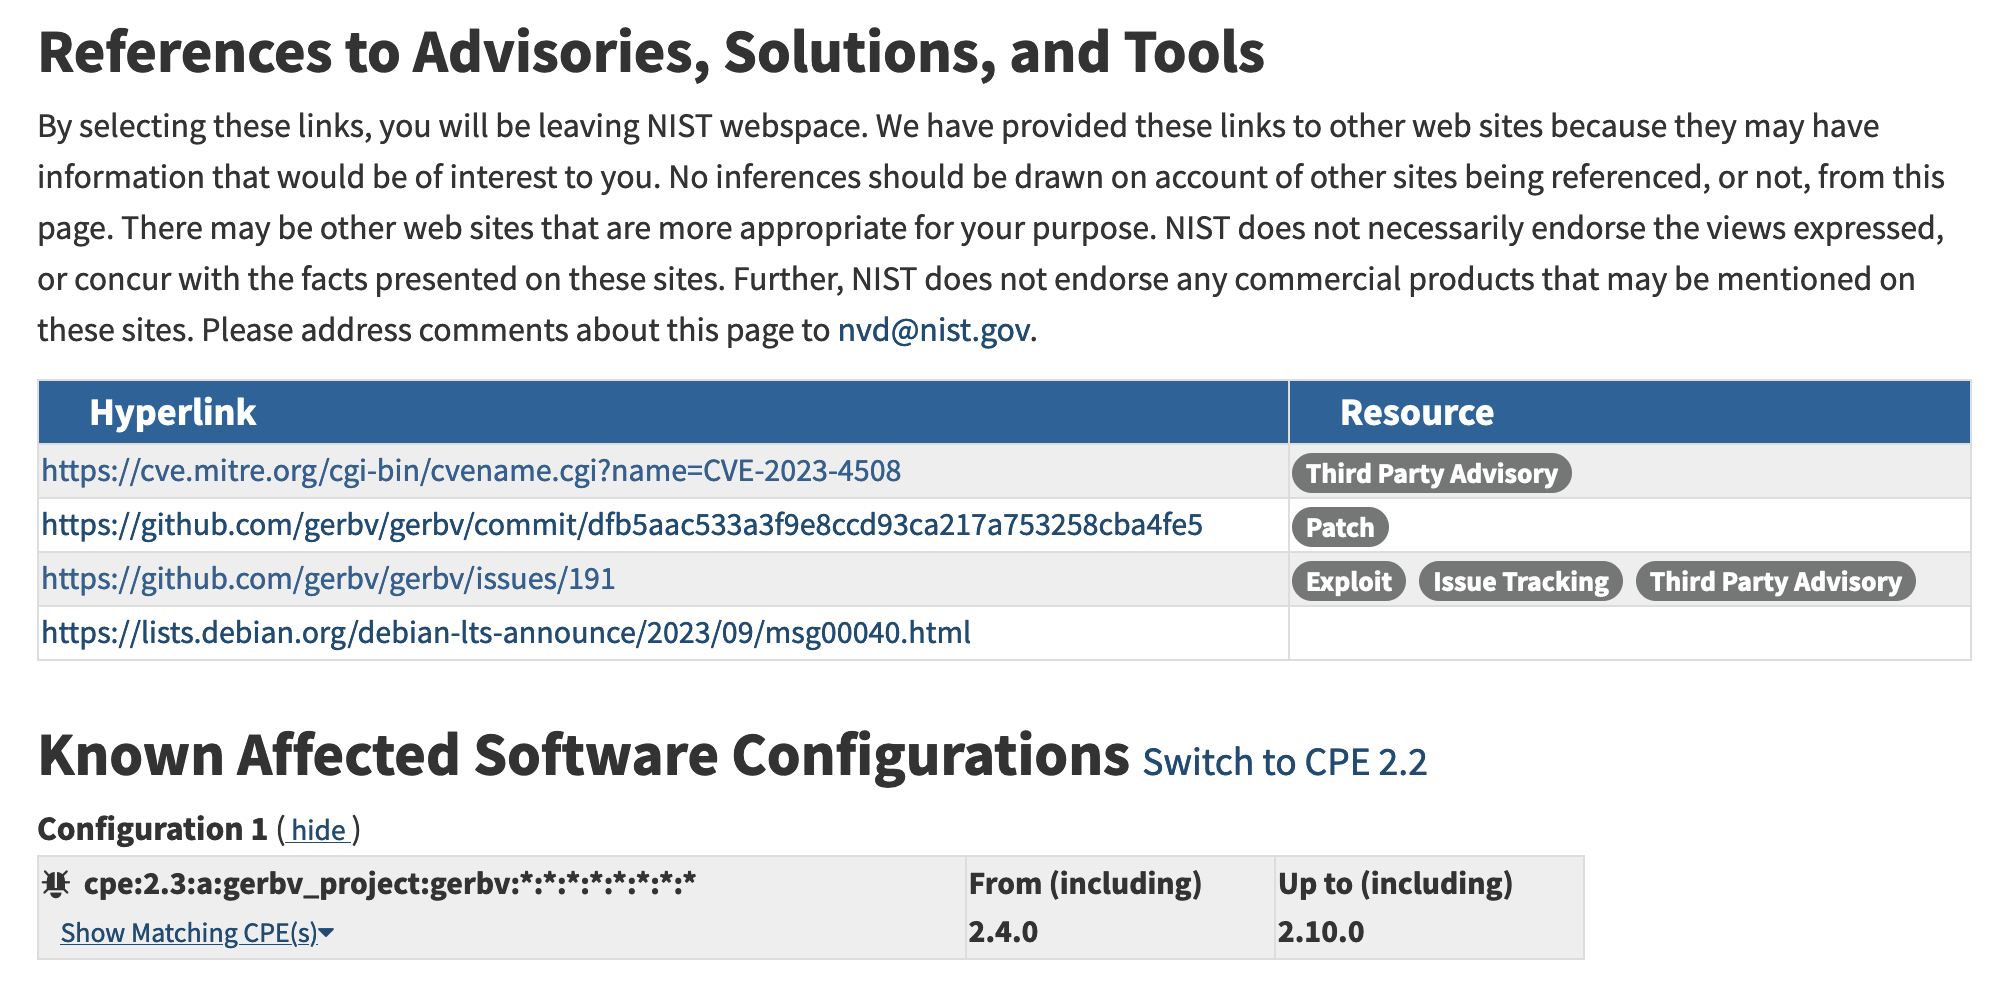 References to Advisories, Solutions, and Tools
By selecting these links, you will be leaving NIST webspace. We have provided these links to other web sites because they may have
information that would be of interest to you. No inferences should be drawn on account of other sites being referenced, or not, from this
page. There may be other web sites that are more appropriate for your purpose. NIST does not necessarily endorse the views expressed,
or concur with the facts presented on these sites. Further, NIST does not endorse any commercial products that may be mentioned on
these sites. Please address comments about this page to nvd@nist.gov.
Hyperlink Resource
https://cve.mitre.org/cgi-bin/cvename.cgi?name=CVE-2023-4508 Third Party Advisory
https://github.com/gerbv/gerbv/commit/dfb5aac533a3f9e8ccd93ca217a753258cba4fe5 Patch
https://github.com/gerbv/gerbv/issues/191 Exploit Issue Tracking Third Party Advisory
https://lists.debian.org/debian-lts-announce/2023/09/msg00040.html
Known Affected Software Configurations Switch to CPE 2.2
Configuration 1 ( hide )
cpe:2.3:a:gerbv_project:gerbv:*:*:*:*:*:*:*:* From (including) Up to (including)
Show Matching CPE(s) 2.4.0 2.10.0